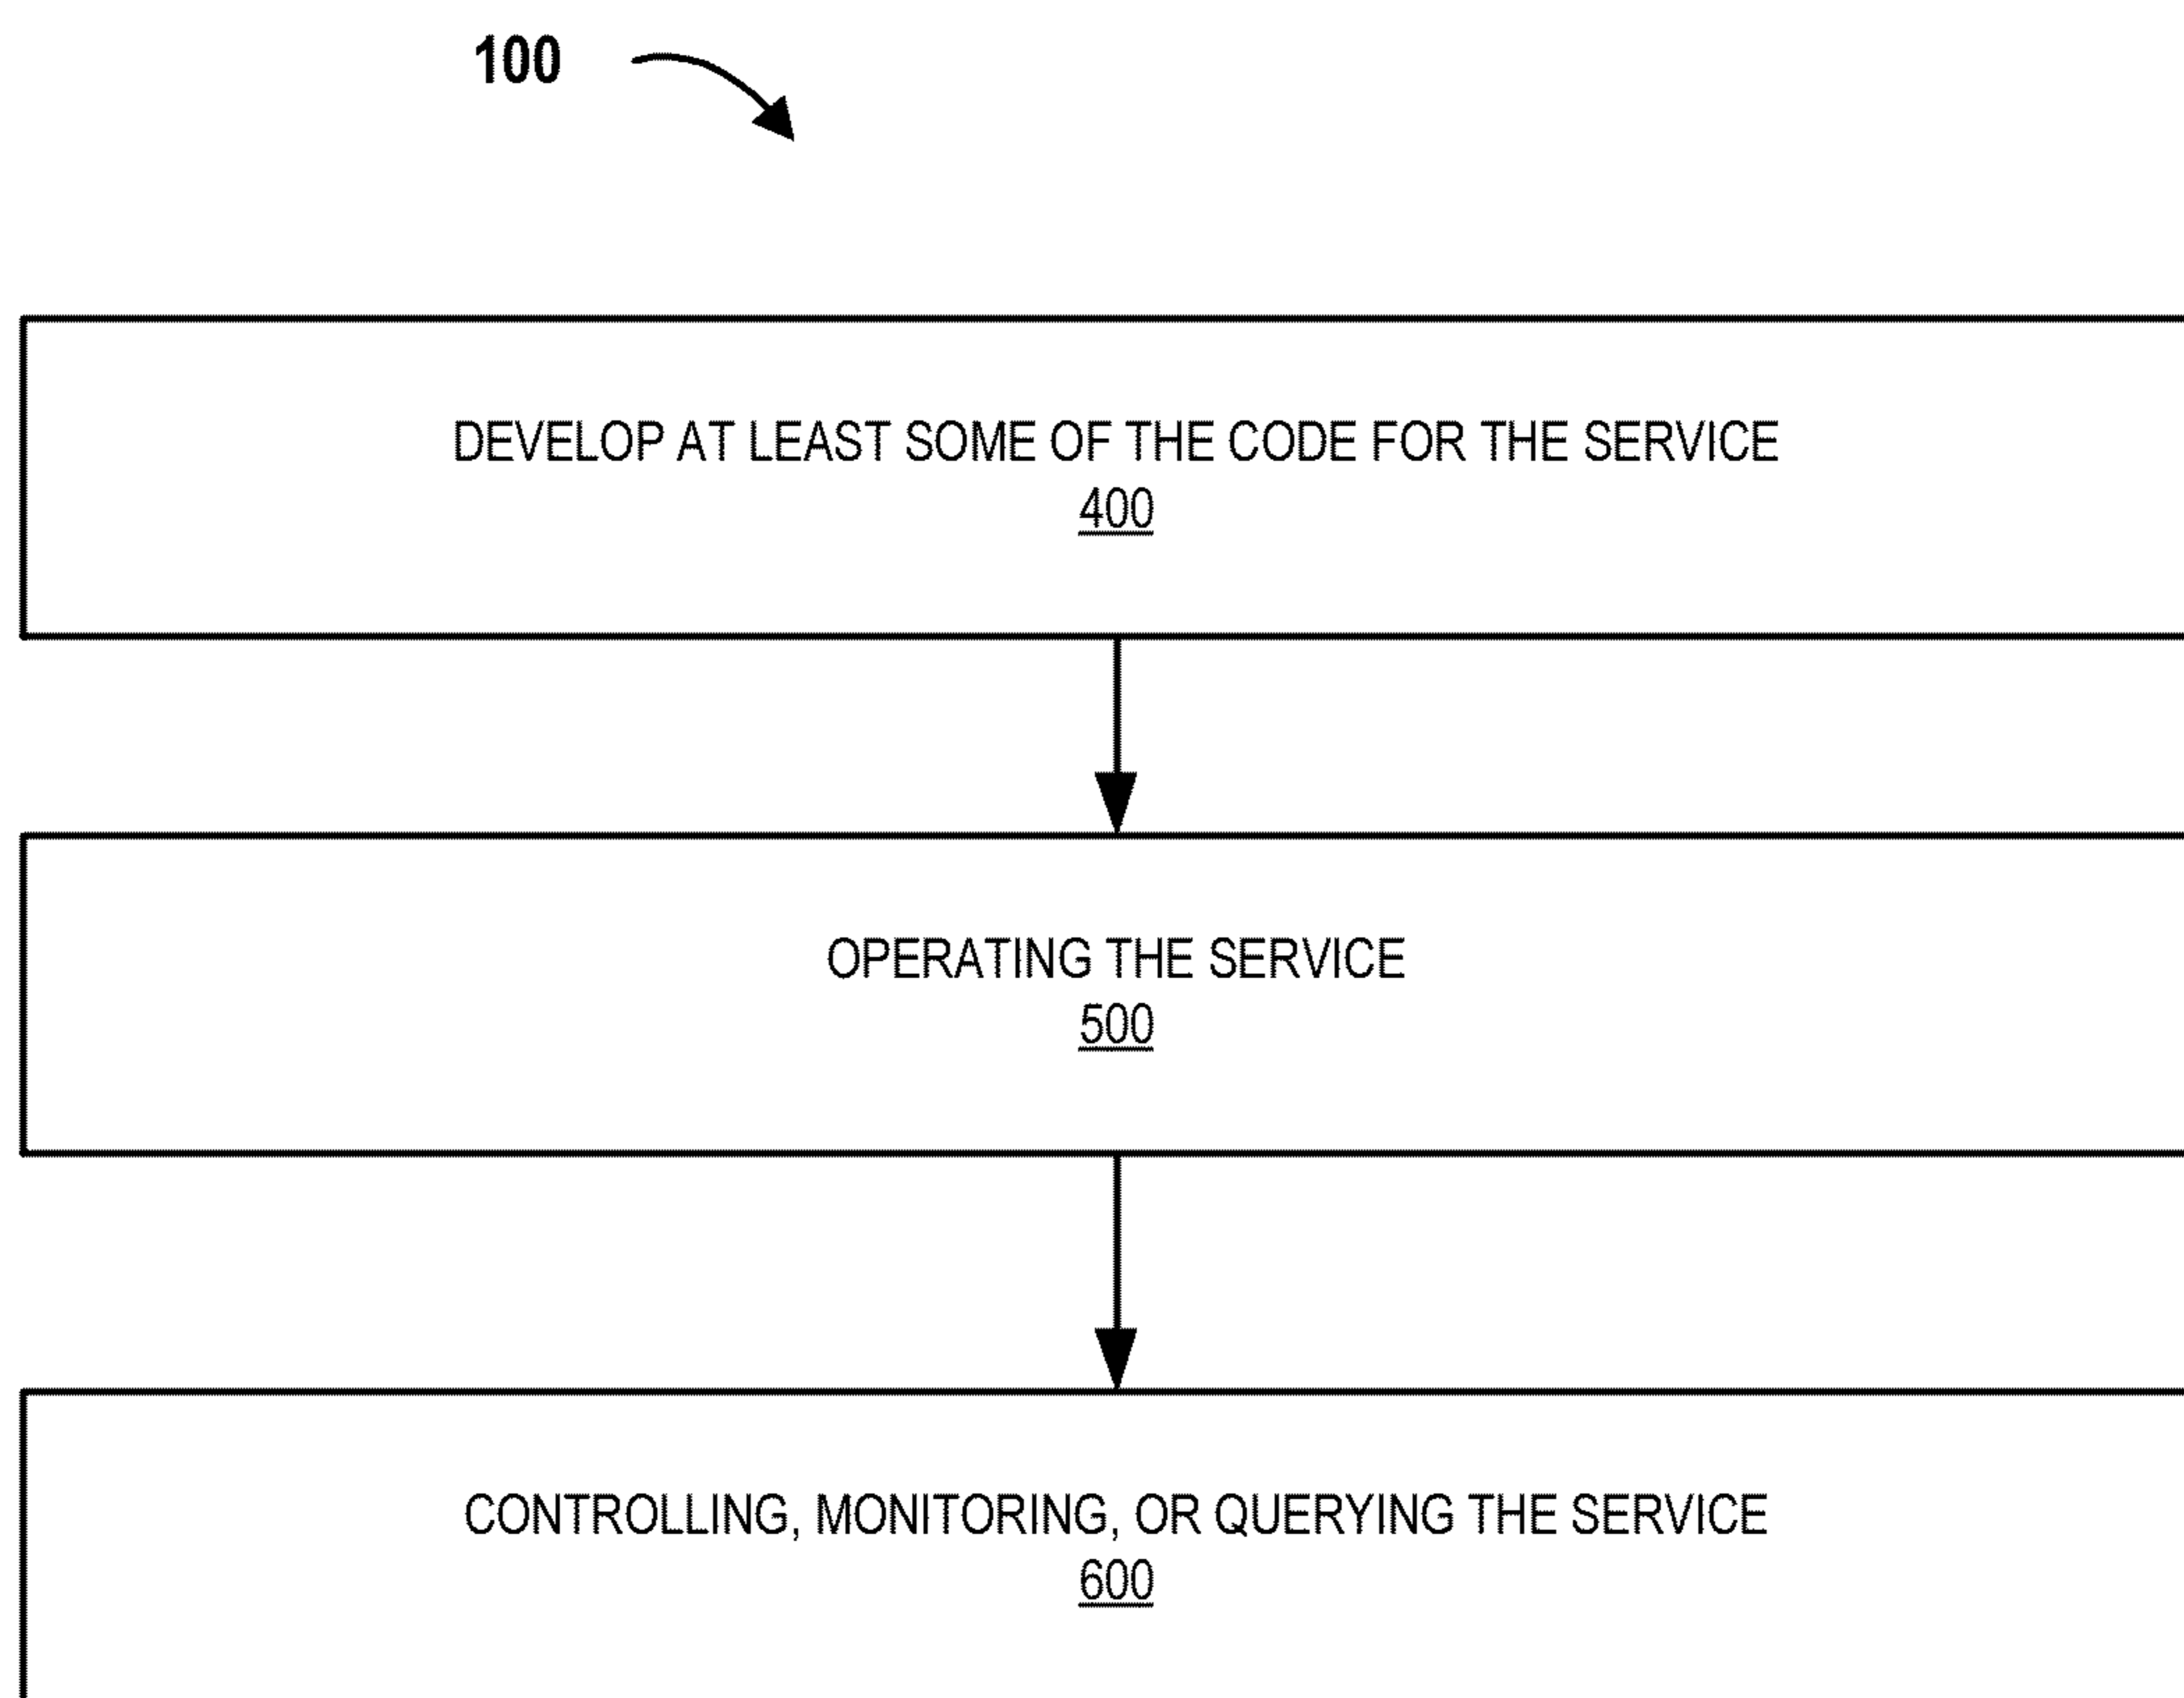 100
DEVELOP AT LEAST SOME OF THE CODE FOR THE SERVICE
400
OPERATING THE SERVICE
500
CONTROLLING, MONITORING, OR QUERYING THE SERVICE
600